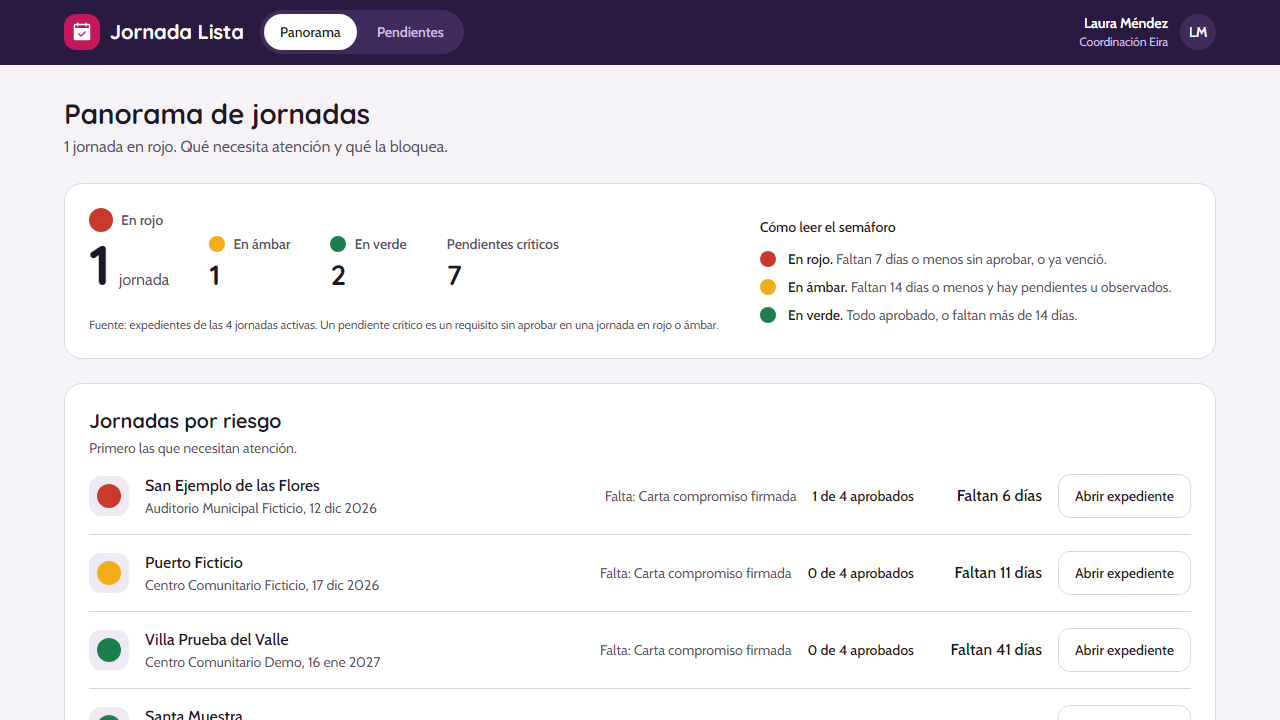 Jornada Lista
Panorama
Pendientes
Laura Méndez
Coordinación Eira
LM
Panorama de jornadas
1 jornada en rojo. Qué necesita atención y qué la bloquea.
En rojo
1 jornada
En ámbar
1
En verde
2
Pendientes críticos
7
Fuente: expedientes de las 4 jornadas activas. Un pendiente crítico es un requisito sin aprobar en una jornada en rojo o ámbar.
Cómo leer el semáforo
En rojo. Faltan 7 días o menos sin aprobar, o ya venció.
En ámbar. Faltan 14 días o menos y hay pendientes u observados.
En verde. Todo aprobado, o faltan más de 14 días.
Jornadas por riesgo
Primero las que necesitan atención.
San Ejemplo de las Flores
Auditorio Municipal Ficticio, 12 dic 2026
Falta: Carta compromiso firmada
1 de 4 aprobados
Faltan 6 días
Abrir expediente
Puerto Ficticio
Centro Comunitario Ficticio, 17 dic 2026
Falta: Carta compromiso firmada
0 de 4 aprobados
Faltan 11 días
Abrir expediente
Villa Prueba del Valle
Centro Comunitario Demo, 16 ene 2027
Falta: Carta compromiso firmada
0 de 4 aprobados
Faltan 41 días
Abrir expediente
Santa Muestra